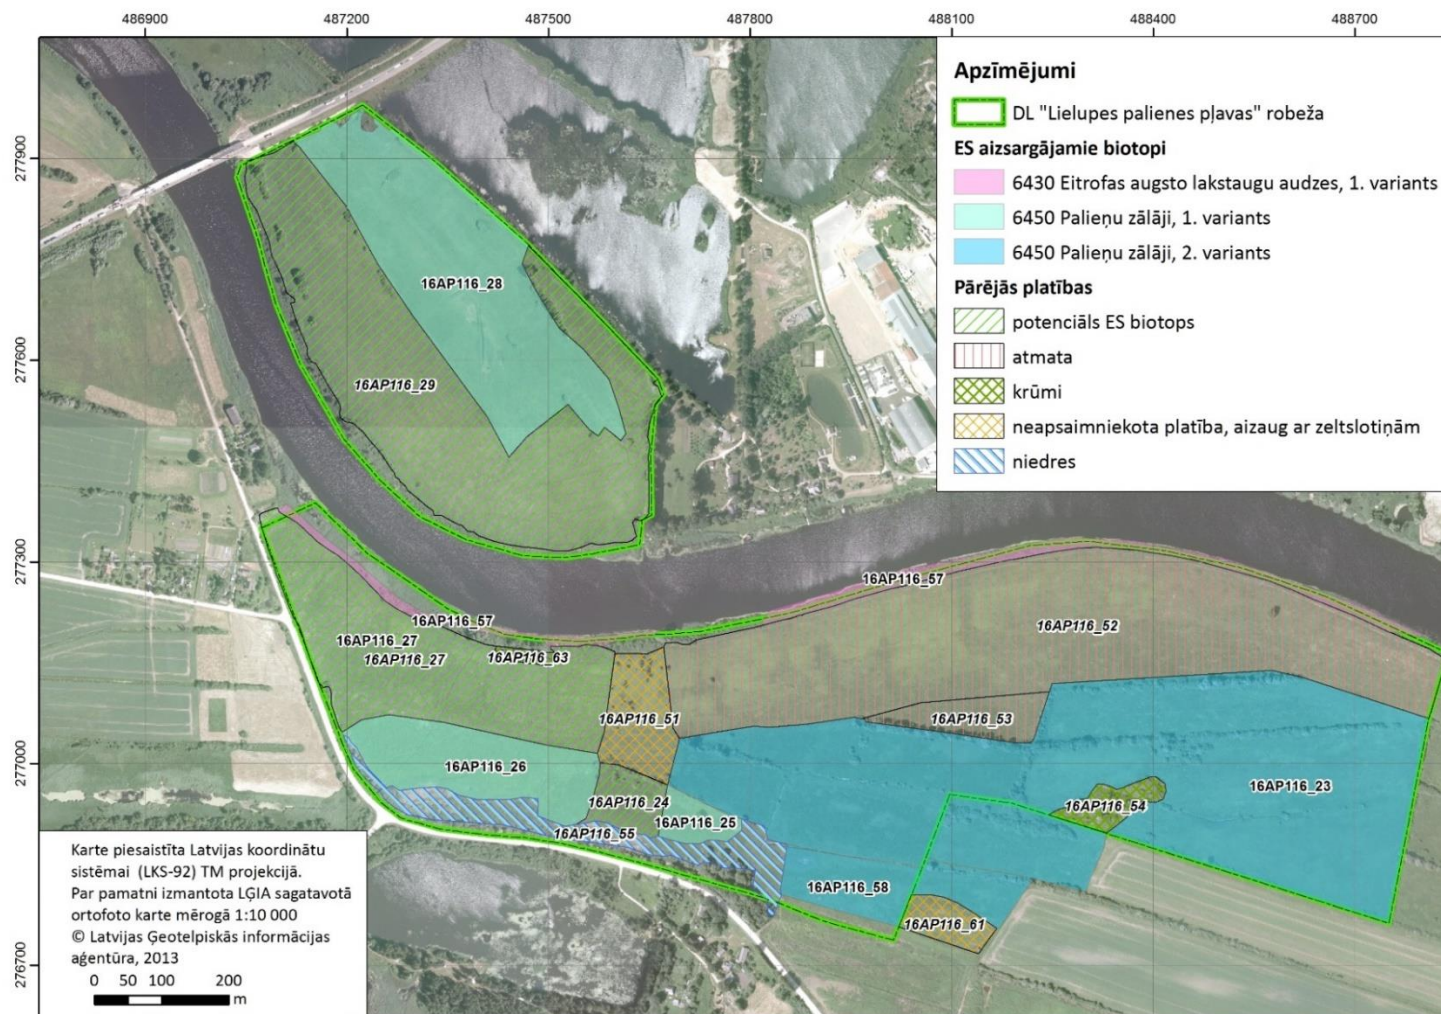 486900 487200 487500 487800 488100 488400 488700
277900
277600
277300
277000
276700
Apzīmējumi
DL "Lielupes palienes pļavas" robeža
ES aizsargājamie biotopi
6430 Eitrofas augsto lakstaugu audzes, 1. variants
6450 Palieņu zālāji, 1. variants
6450 Palieņu zālāji, 2. variants
Pārējās platības
potenciāls ES biotops
atmata
krūmi
neapsaimniekota platība, aizaug ar zeltslotiņām
niedres
16AP116_28
16AP116_29
16AP116_57
16AP116_57
16AP116_52
16AP116_27
16AP116_27
16AP116_63
16AP116_51
16AP116_53
16AP116_26
16AP116_24
16AP116_25
16AP116_55
16AP116_54
16AP116_23
16AP116_58
16AP116_61
Karte piesaistīta Latvijas koordinātu
sistēmai (LKS-92) TM projekcijā.
Par pamatni izmantota LĢIA sagatavotā
ortofoto karte mērogā 1:10 000
© Latvijas Ģeotelpiskās informācijas
aģentūra, 2013
0 50 100 200
m